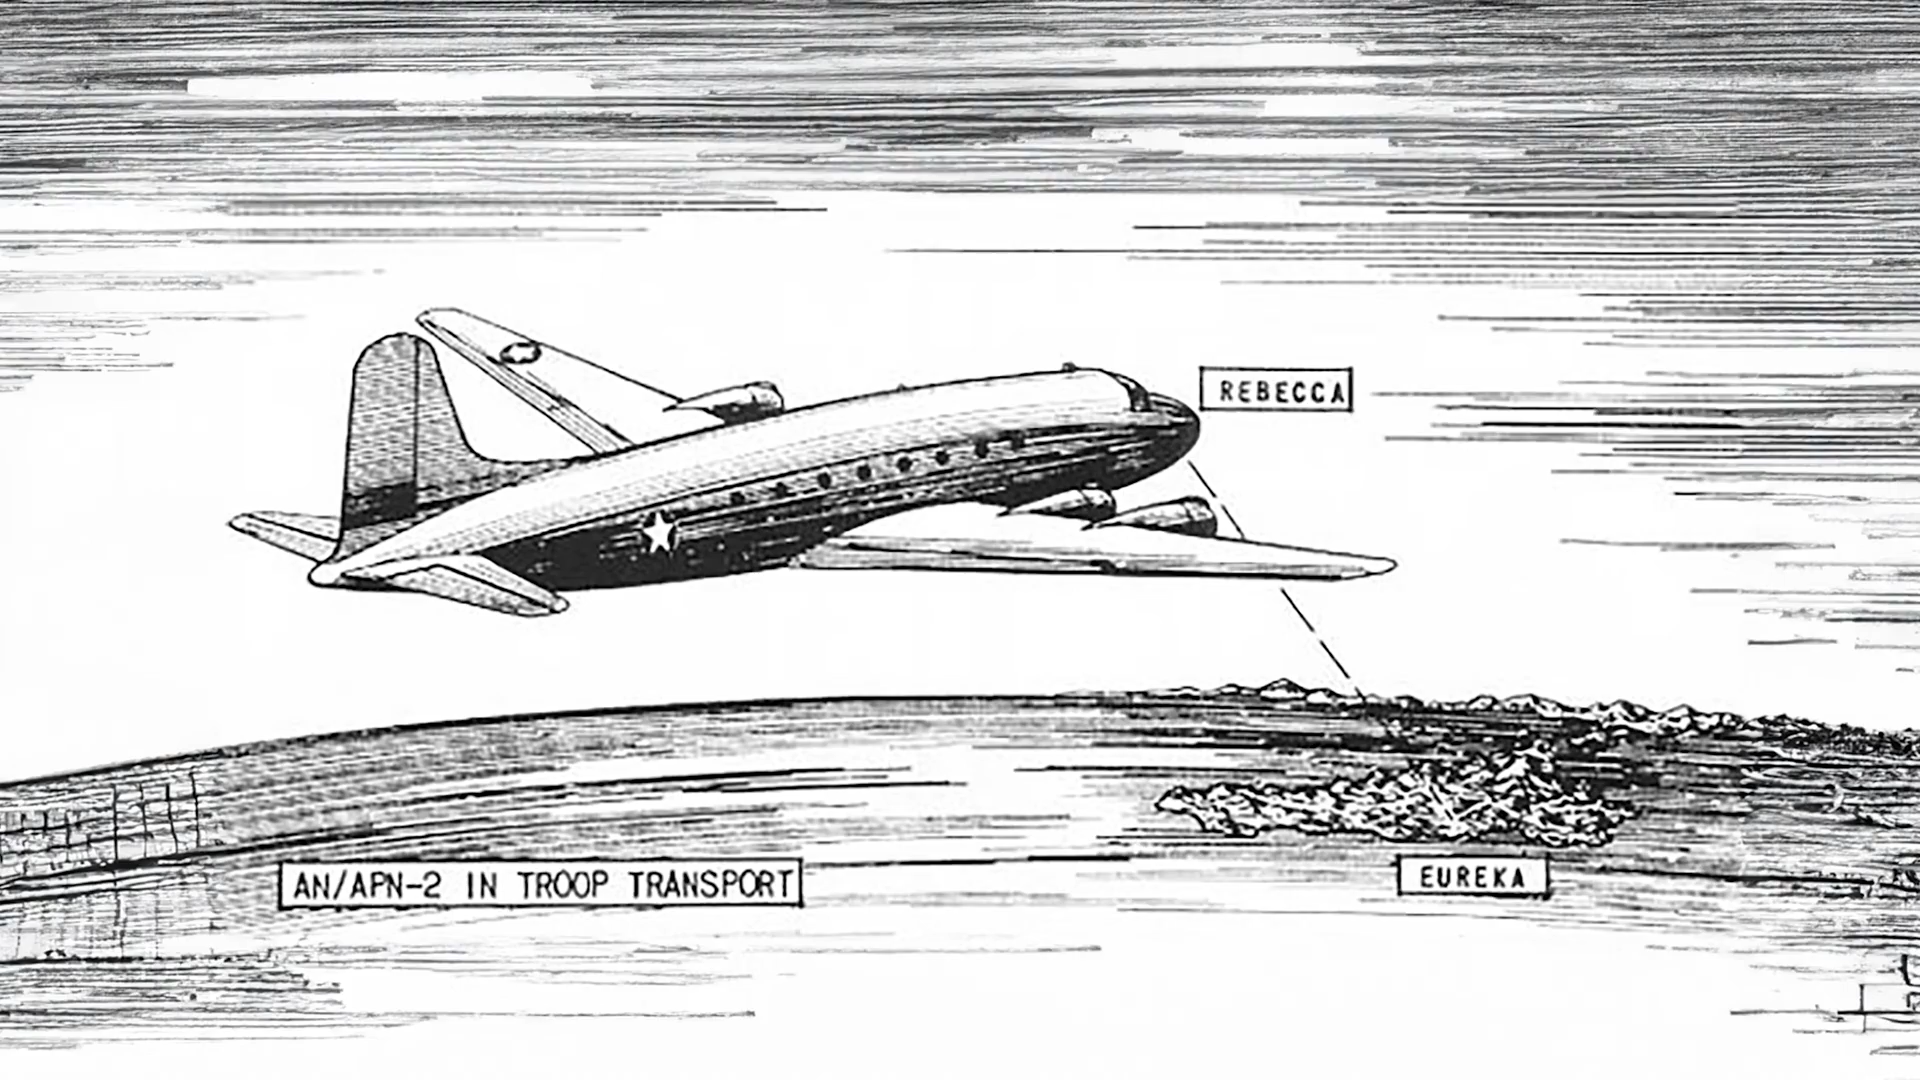 REBECCA
AN/APN-2 IN TROOP TRANSPORT
EUREKA